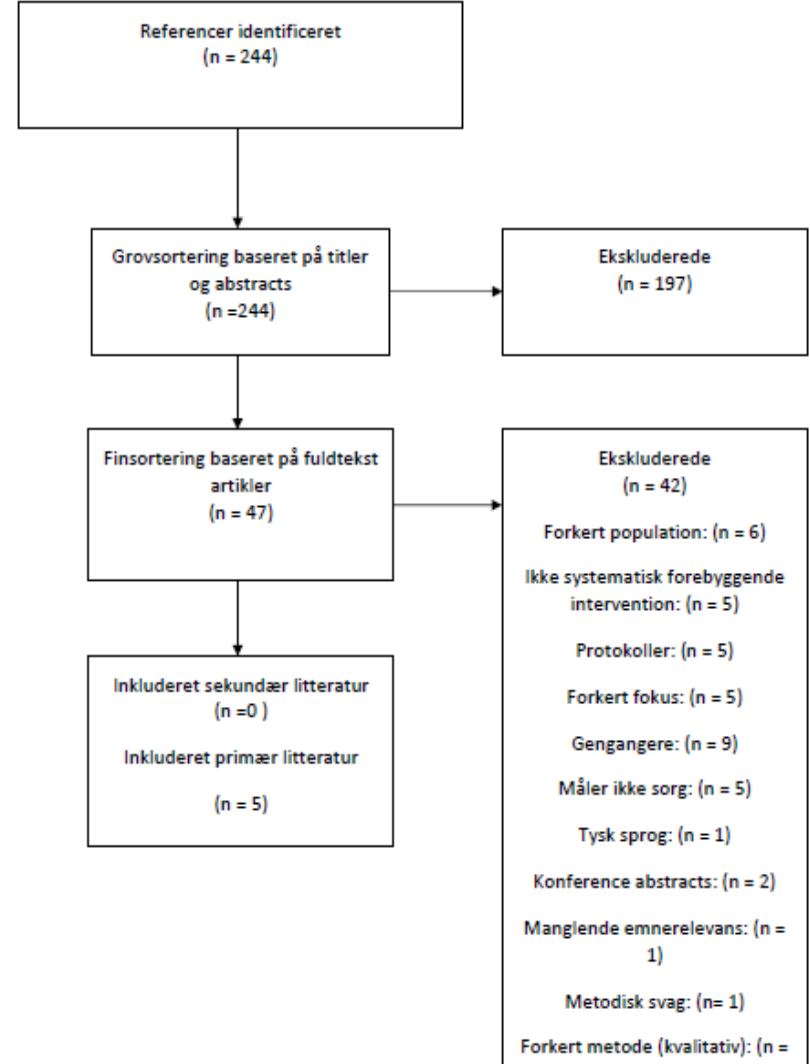 Referencer identificeret
(n = 244)
Grovsortering baseret på titler
og abstracts
(n =244)
Ekskluderede
(n = 197)
Finsortering baseret på fuldtekst
artikler
(n = 47)
Ekskluderede
(n = 42)
Forkert population: (n = 6)
Ikke systematisk forebyggende
intervention: (n = 5)
Protokoller: (n = 5)
Forkert fokus: (n = 5)
Gengangere: (n = 9)
Måler ikke sorg: (n = 5)
Tysk sprog: (n = 1)
Konference abstracts: (n = 2)
Manglende emnerelevans: (n =
1)
Metodisk svag: (n= 1)
Forkert metode (kvalitativ): (n =
Inkluderet sekundær litteratur
(n =0 )
Inkluderet primær litteratur
(n = 5)